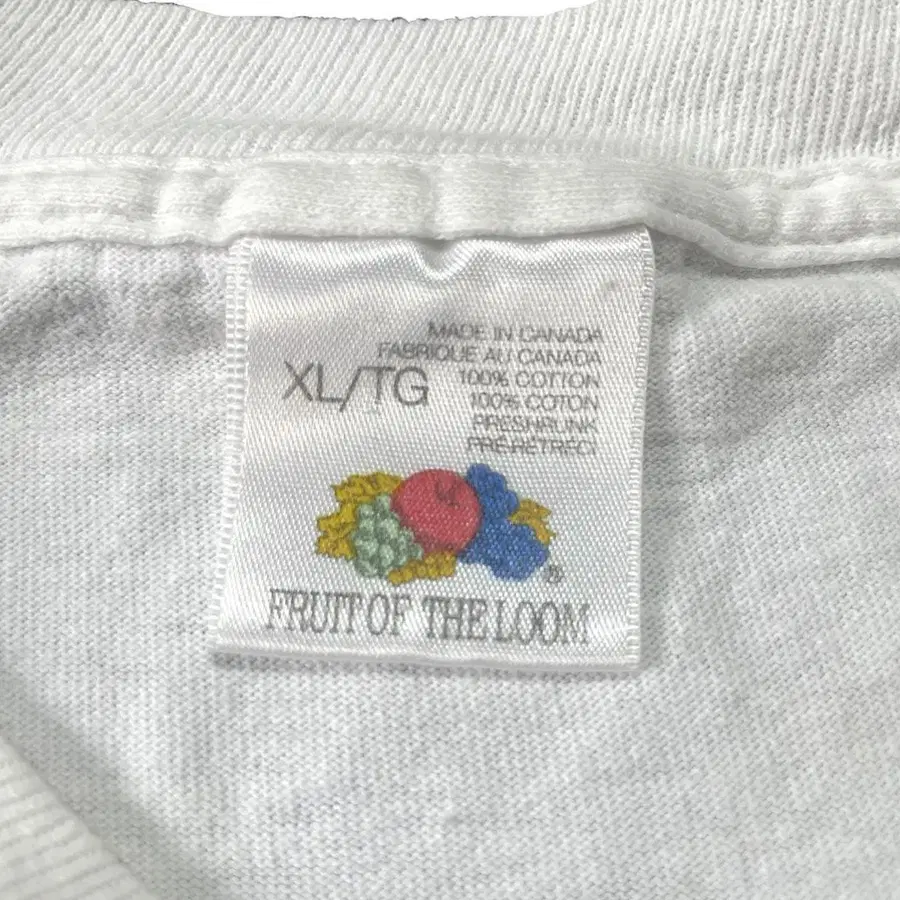 MADE IN CANADA
FABRIQUE AU CANADA
XL/TG
100% COTTON
100% COTON
PRESHRUNK
PRÉ-RÉTRÉCI
®
FRUIT OF THE LOOM